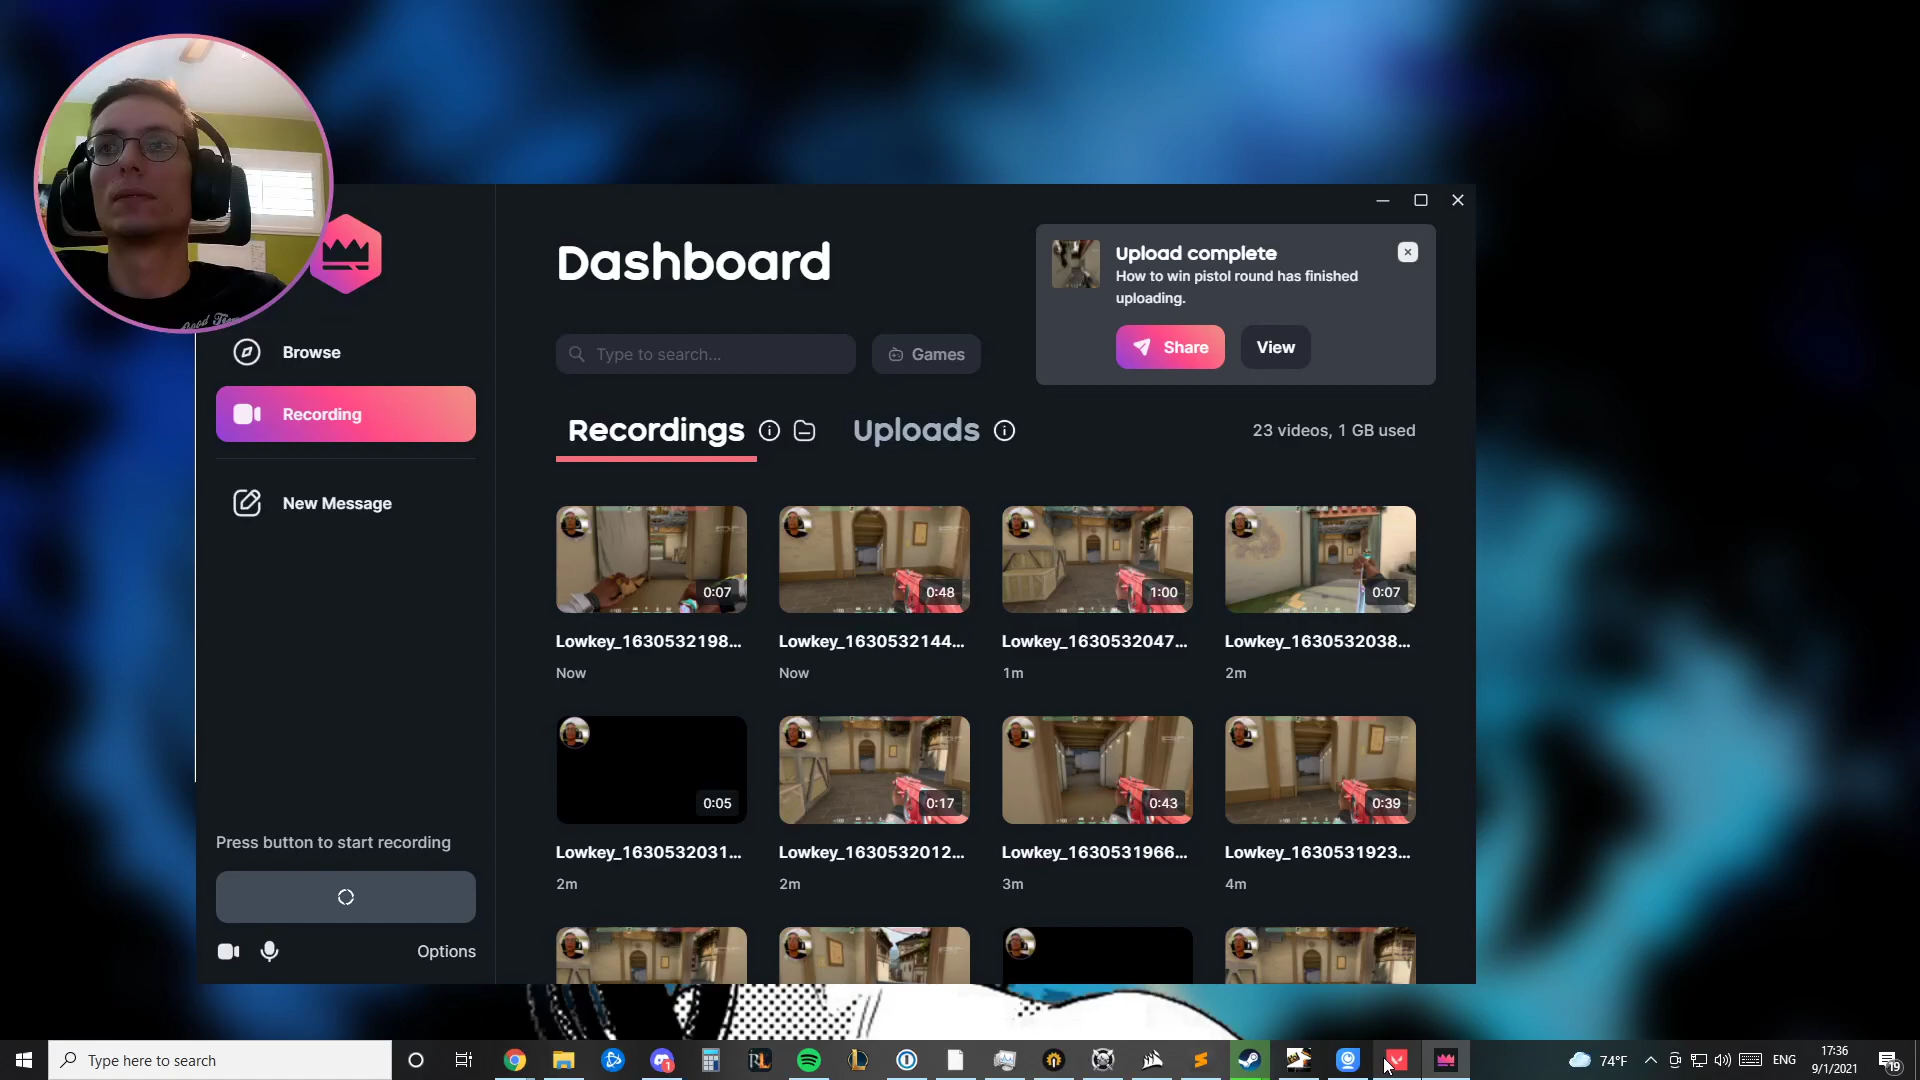 Dashboard
Upload complete
How to win pistol round has finished
uploading.
Share
View
Browse
Recording
New Message
Type to search...
Games
Recordings
Uploads
23 videos, 1 GB used
0:07
0:48
1:00
0:07
Lowkey_1630532198...
Lowkey_1630532144...
Lowkey_1630532047...
Lowkey_1630532038...
Now
Now
1m
2m
0:05
0:17
0:43
0:39
Lowkey_1630532031...
Lowkey_1630532012...
Lowkey_1630531966...
Lowkey_1630531923...
2m
2m
3m
4m
Press button to start recording
Options
Type here to search
RL
1
74°F
ENG
17:36
9/1/2021
19